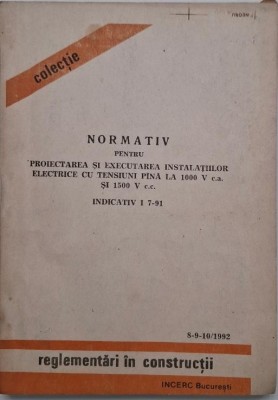 colecție
NORMATIV
PENTRU
PROIECTAREA ȘI EXECUTAREA INSTALAȚIILOR
ELECTRICE CU TENSIUNI PÎNĂ LA 1000 V c.a.
ȘI 1500 V c.c.
INDICATIV I 7-91
8-9-10/1992
reglementări în construcții
INCERC București